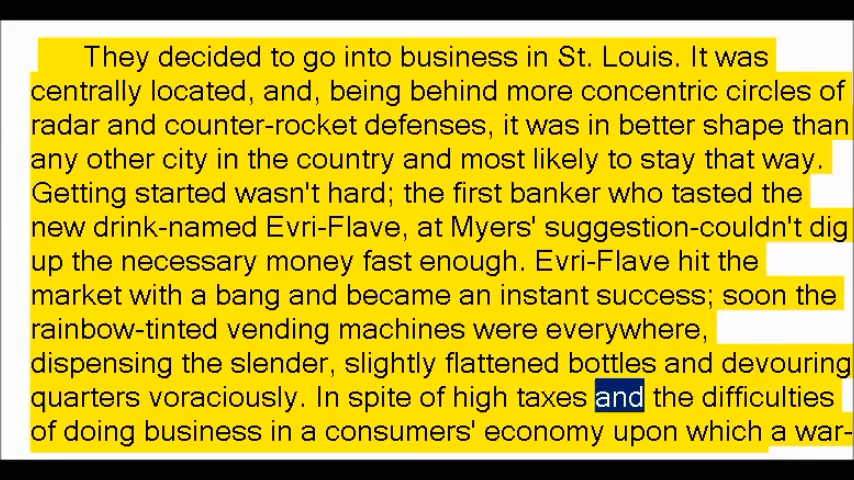 They decided to go into business in St. Louis. It was
centrally located, and, being behind more concentric circles of
radar and counter-rocket defenses, it was in better shape than
any other city in the country and most likely to stay that way.
Getting started wasn't hard; the first banker who tasted the
new drink-named Evri-Flave, at Myers' suggestion-couldn't dig
up the necessary money fast enough. Evri-Flave hit the
market with a bang and became an instant success; soon the
rainbow-tinted vending machines were everywhere,
dispensing the slender, slightly flattened bottles and devouring
quarters voraciously. In spite of high taxes and the difficulties
of doing business in a consumers' economy upon which a war-